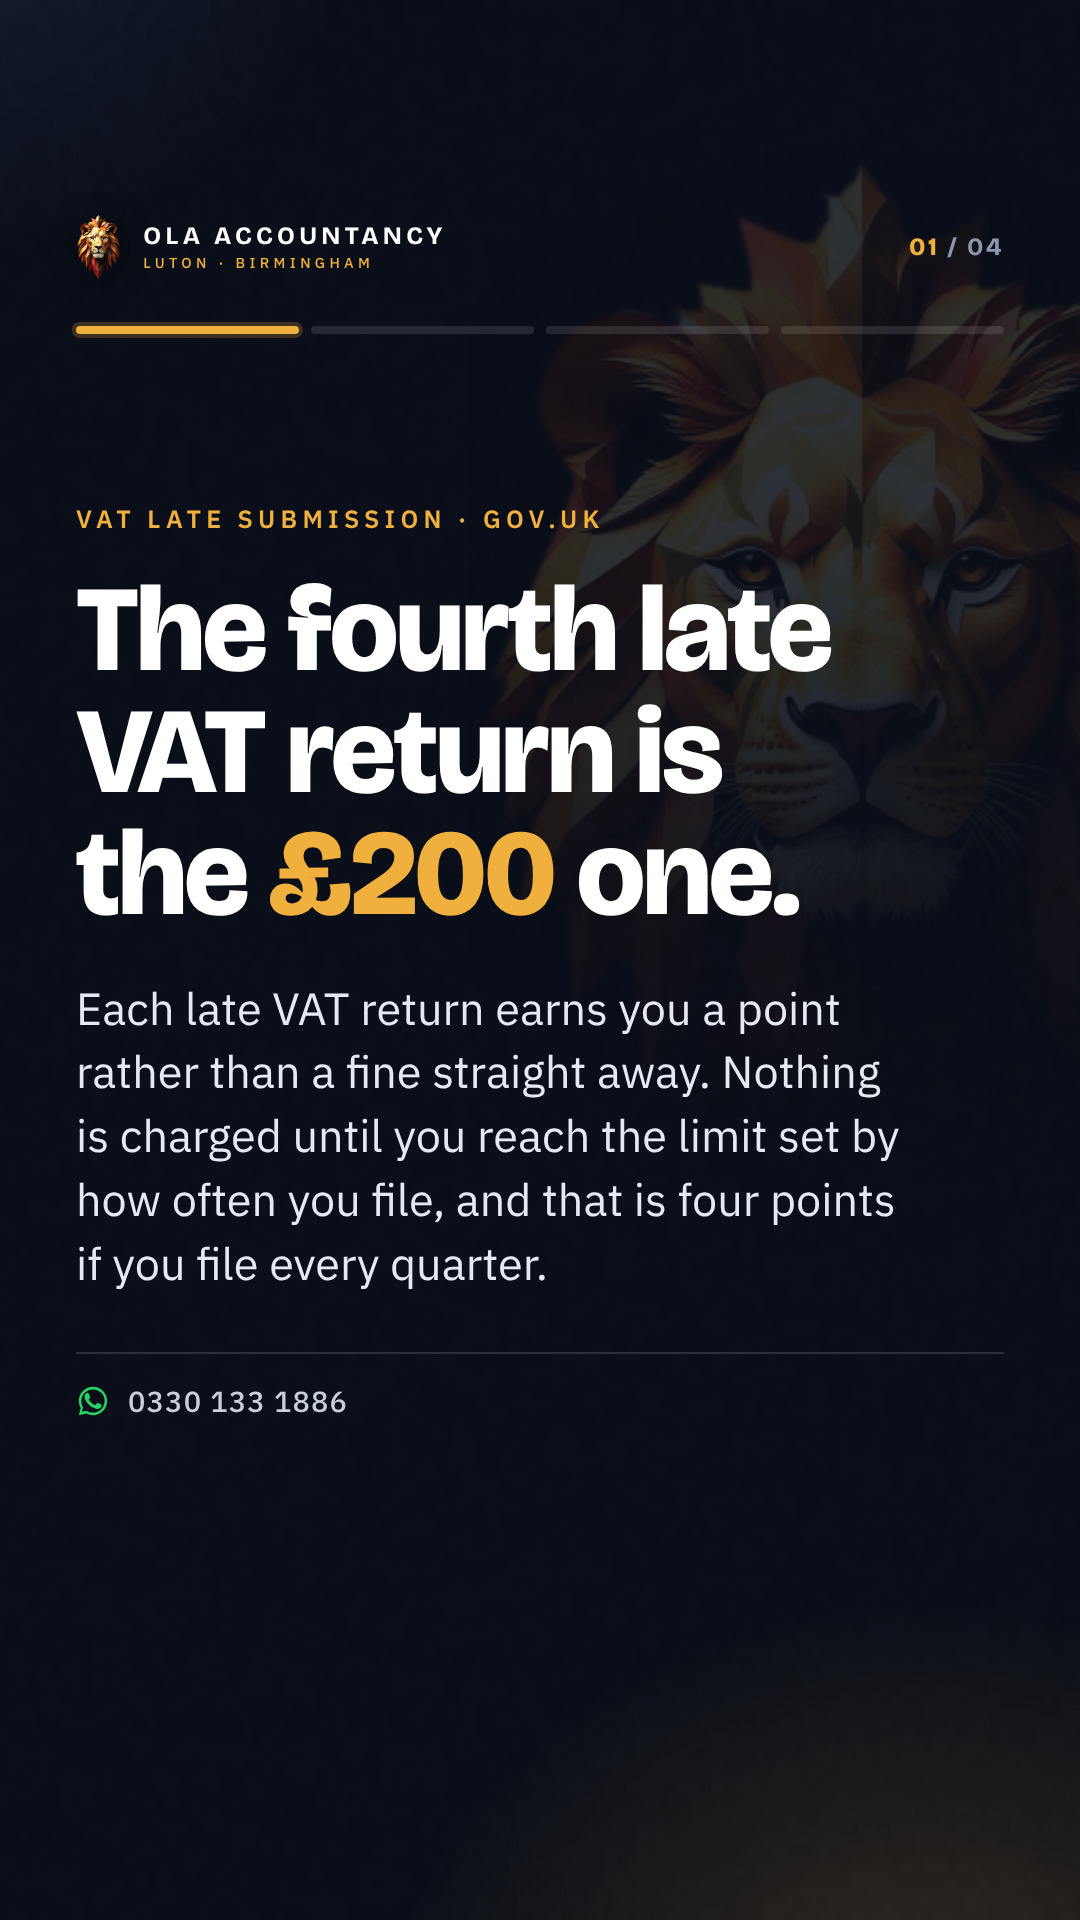 OLA ACCOUNTANCY
LUTON · BIRMINGHAM
01 / 04
VAT LATE SUBMISSION · GOV.UK
The fourth late
VAT return is
the £200 one.
Each late VAT return earns you a point
rather than a fine straight away. Nothing
is charged until you reach the limit set by
how often you file, and that is four points
if you file every quarter.
0330 133 1886